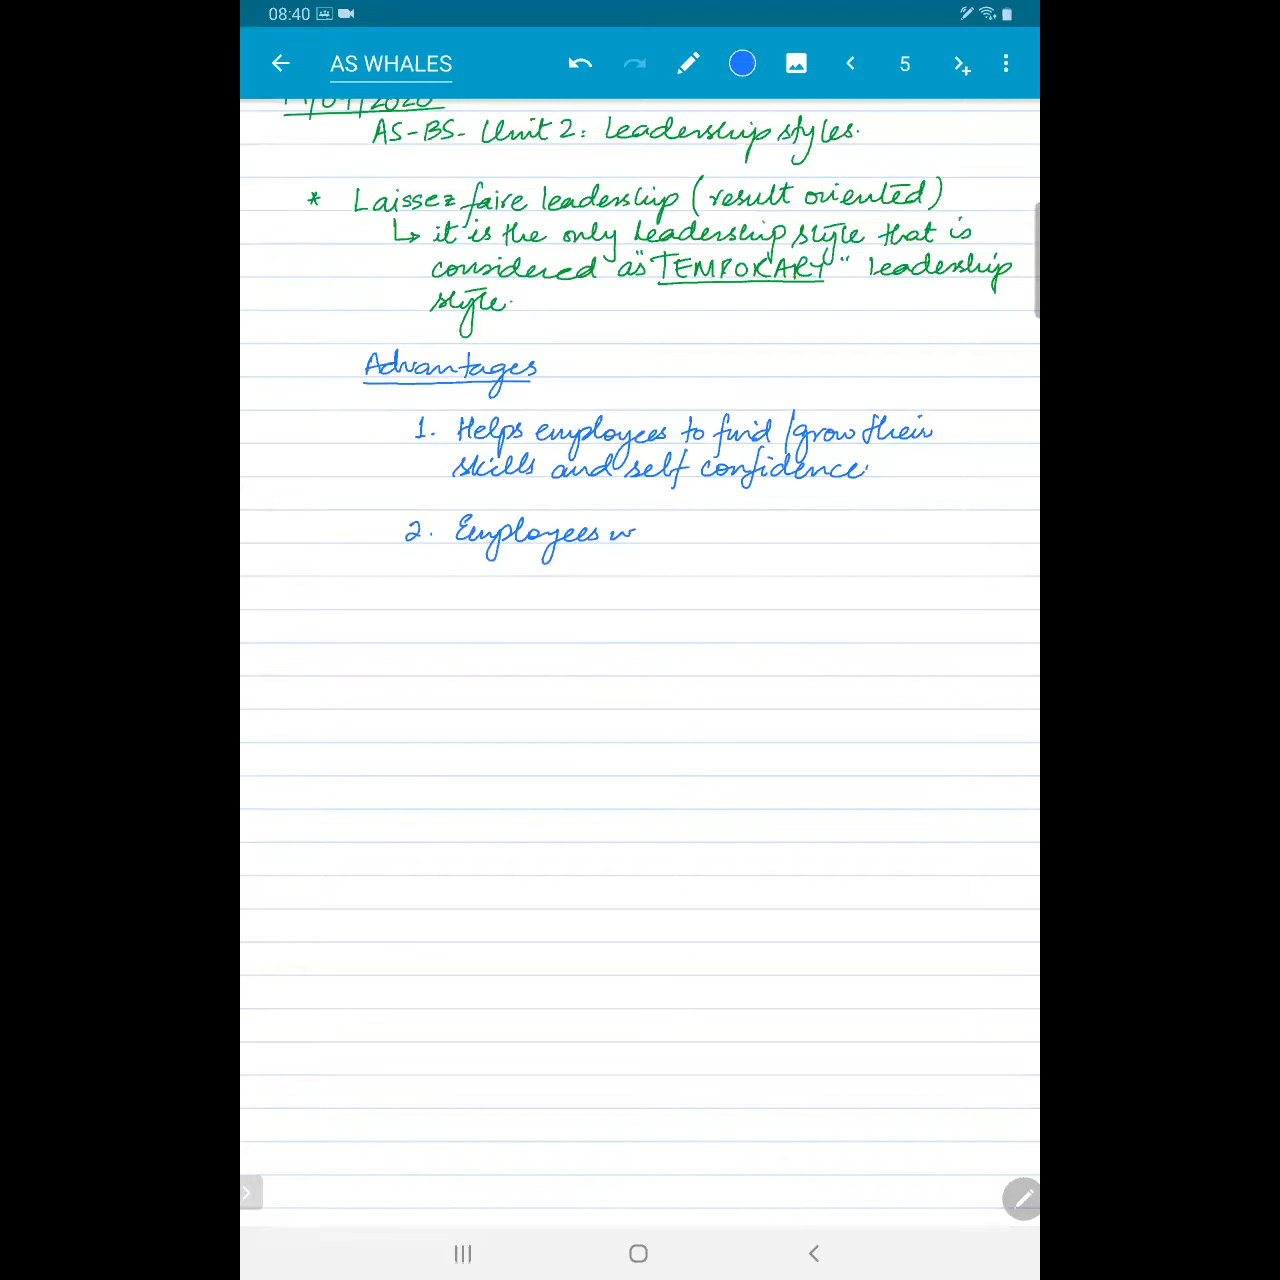 08:40
AS WHALES
5
AS-BS- Unit 2: Leadership styles.
* Laissez faire leadership (result oriented)
↳ it is the only leadership style that is
considered as "TEMPORARY" leadership
style.
Advantages
1. Helps employees to find/grow their
skills and self confidence.
2. Employees w